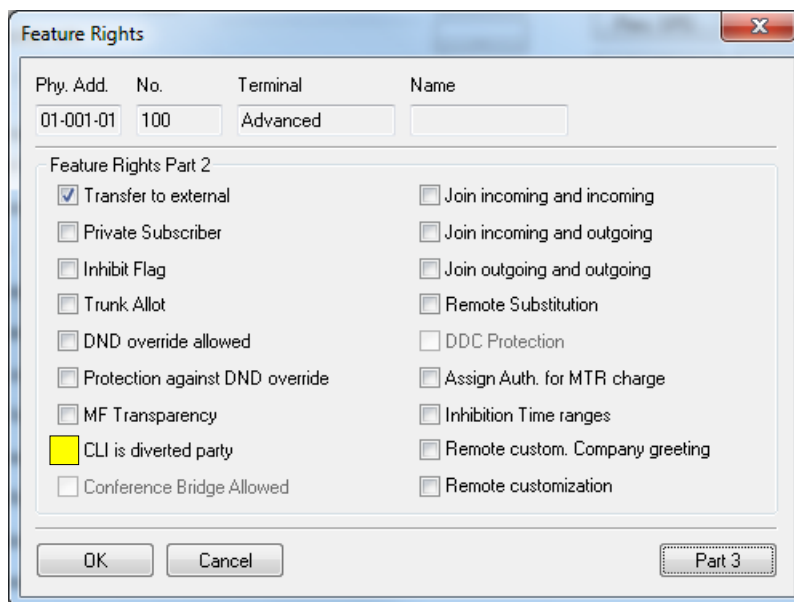 Feature Rights
Phy. Add. No. Terminal Name
01-001-01 100 Advanced
Feature Rights Part 2
Transfer to external
Private Subscriber
Inhibit Flag
Trunk Allot
DND override allowed
Protection against DND override
MF Transparency
CLI is diverted party
Conference Bridge Allowed
Join incoming and incoming
Join incoming and outgoing
Join outgoing and outgoing
Remote Substitution
DDC Protection
Assign Auth. for MTR charge
Inhibition Time ranges
Remote custom. Company greeting
Remote customization
OK Cancel Part 3